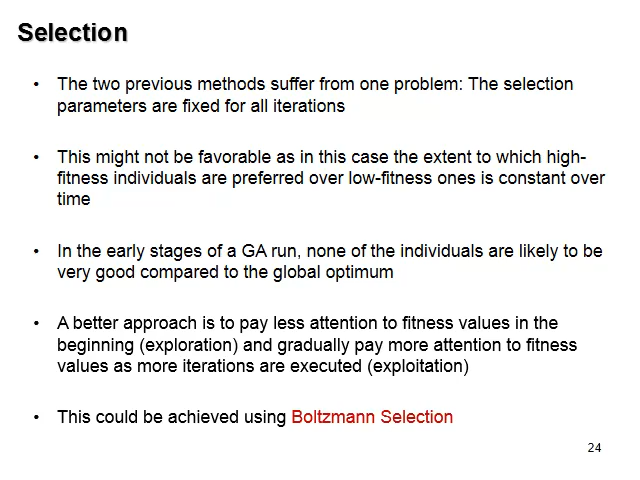 Selection
• The two previous methods suffer from one problem: The selection
parameters are fixed for all iterations
• This might not be favorable as in this case the extent to which high-
fitness individuals are preferred over low-fitness ones is constant over
time
• In the early stages of a GA run, none of the individuals are likely to be
very good compared to the global optimum
• A better approach is to pay less attention to fitness values in the
beginning (exploration) and gradually pay more attention to fitness
values as more iterations are executed (exploitation)
• This could be achieved using Boltzmann Selection
24